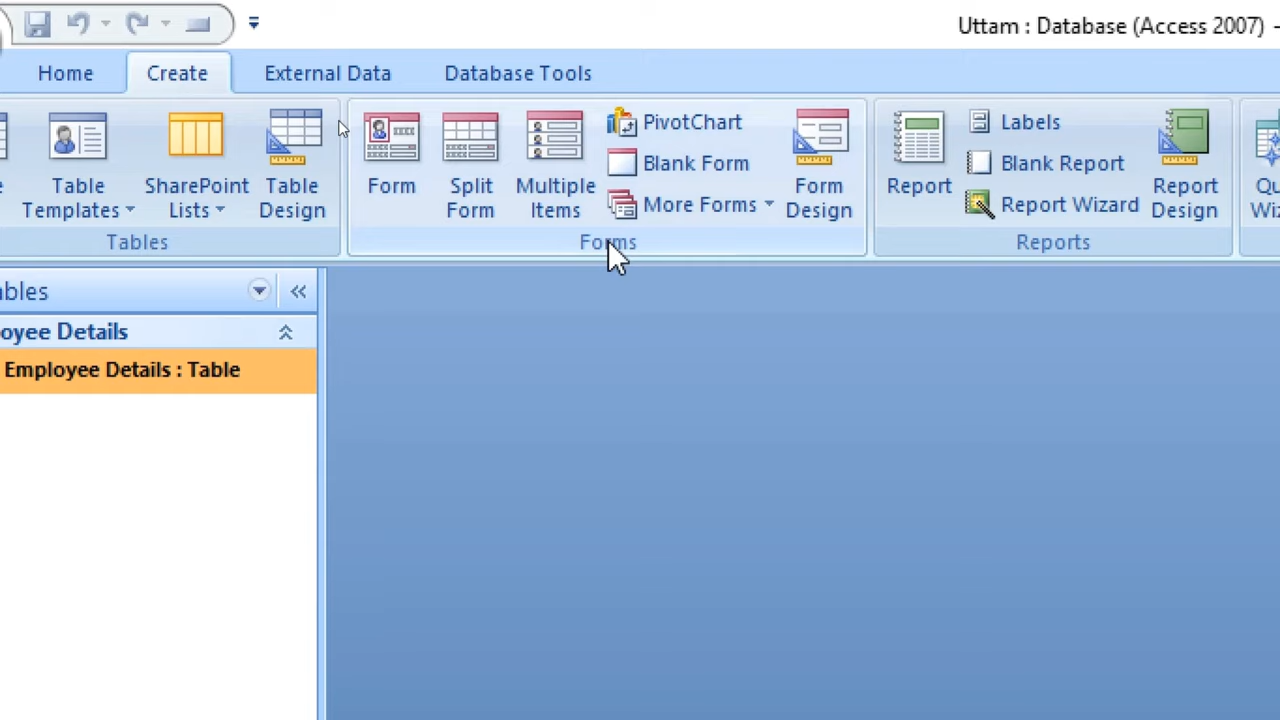 Uttam : Database (Access 2007) -
Home Create External Data Database Tools
Table Templates
SharePoint Lists
Table Design
Tables
Form
Split Form
Multiple Items
PivotChart
Blank Form
More Forms
Form Design
Forms
Report
Labels
Blank Report
Report Wizard
Report Design
Reports
Employee Details : Table